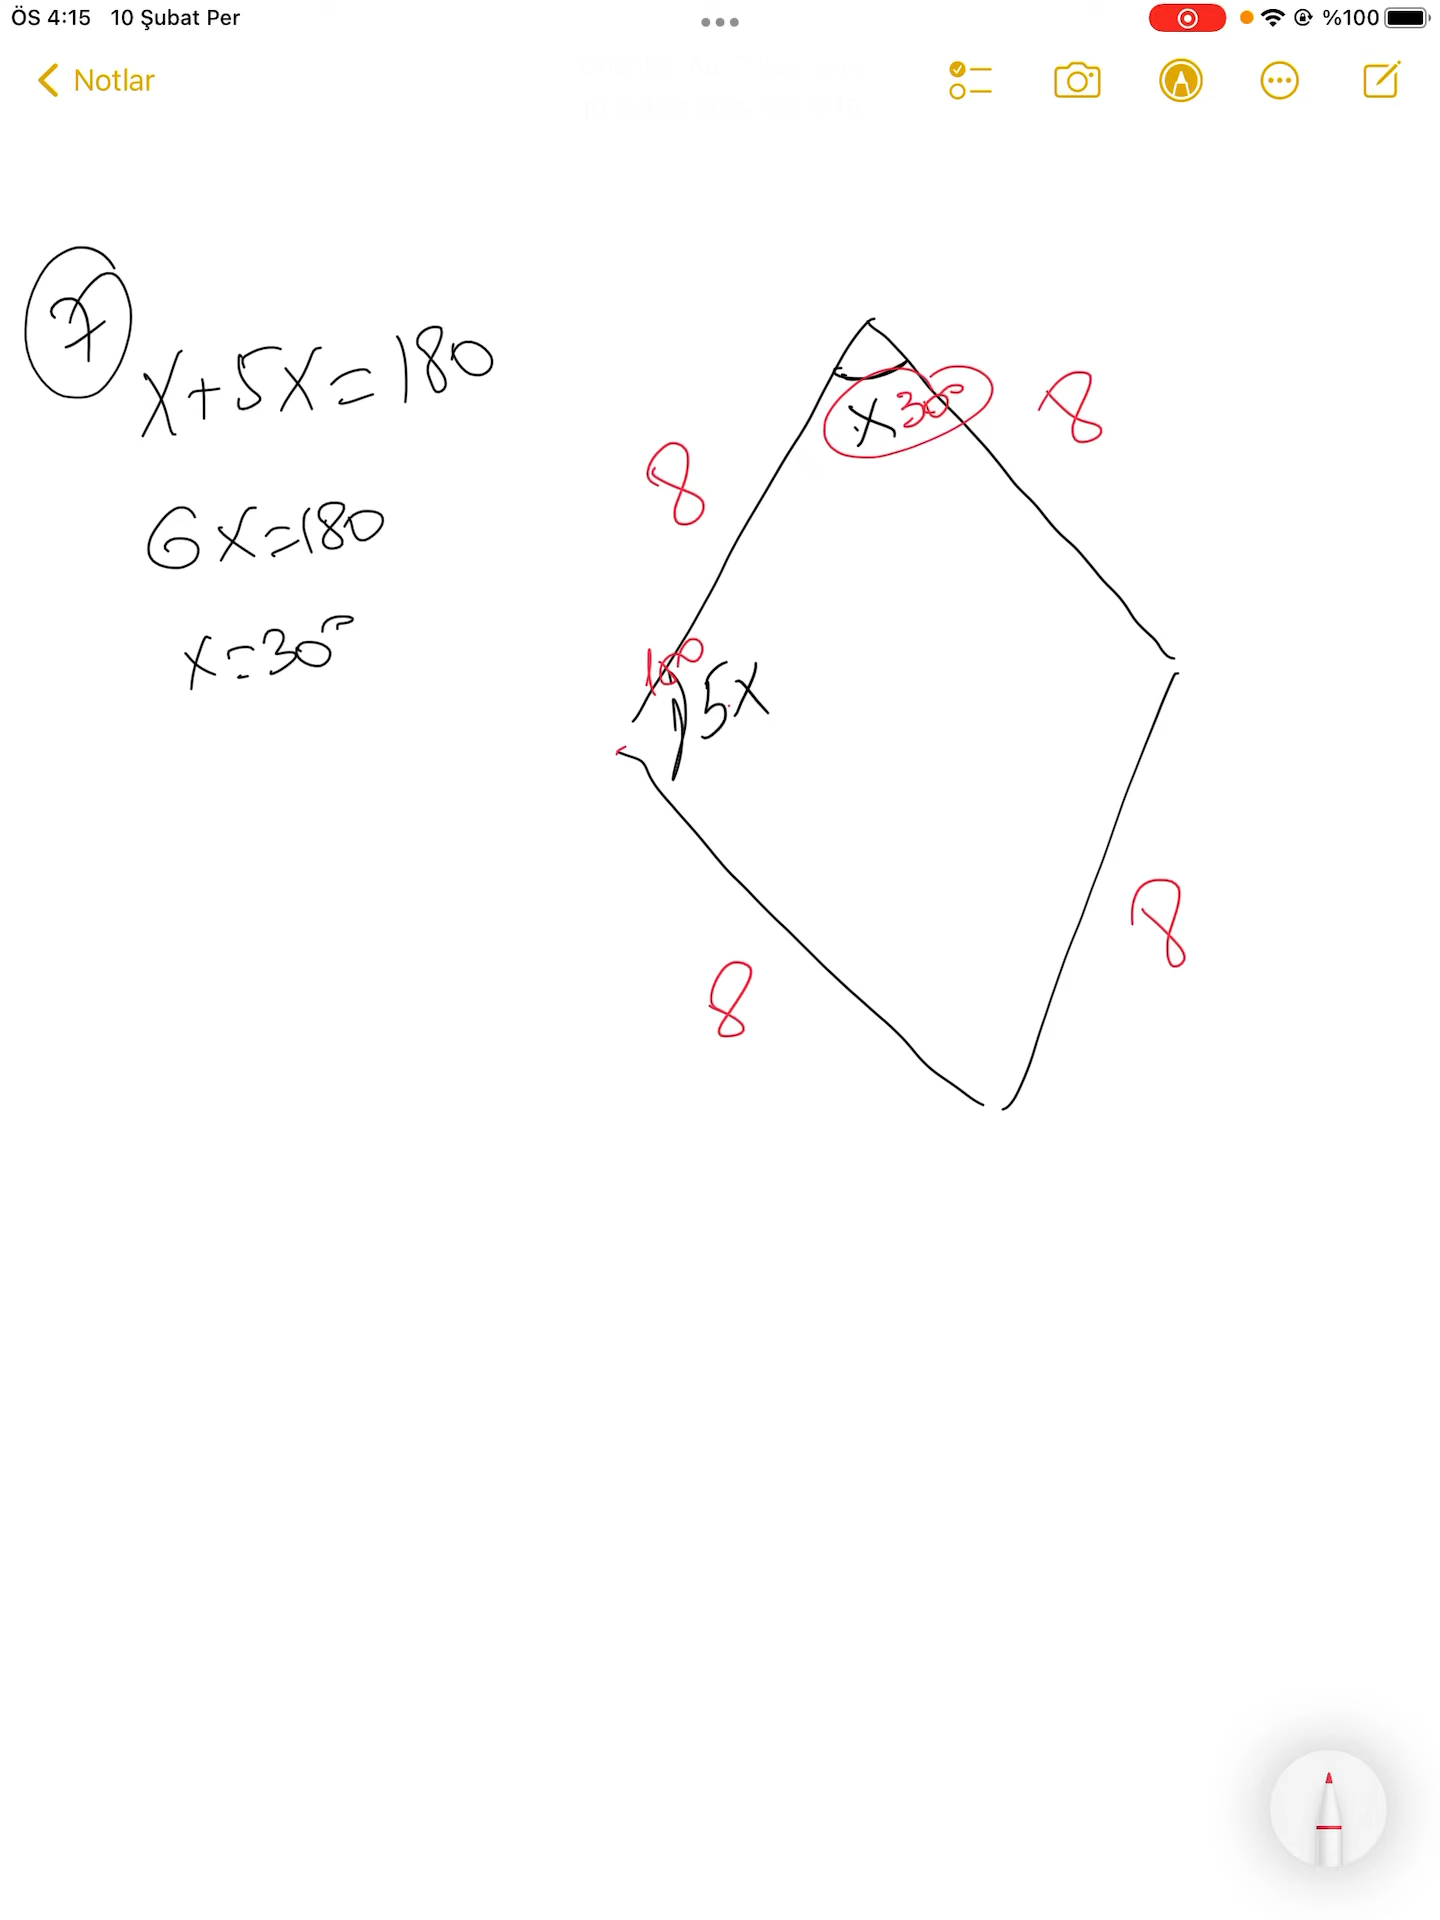 ÖS 4:15 10 Şubat Per
%100
Notlar
7
x+5x=180
6x=180
x=30°
x 30°
8
8
5x
8
8